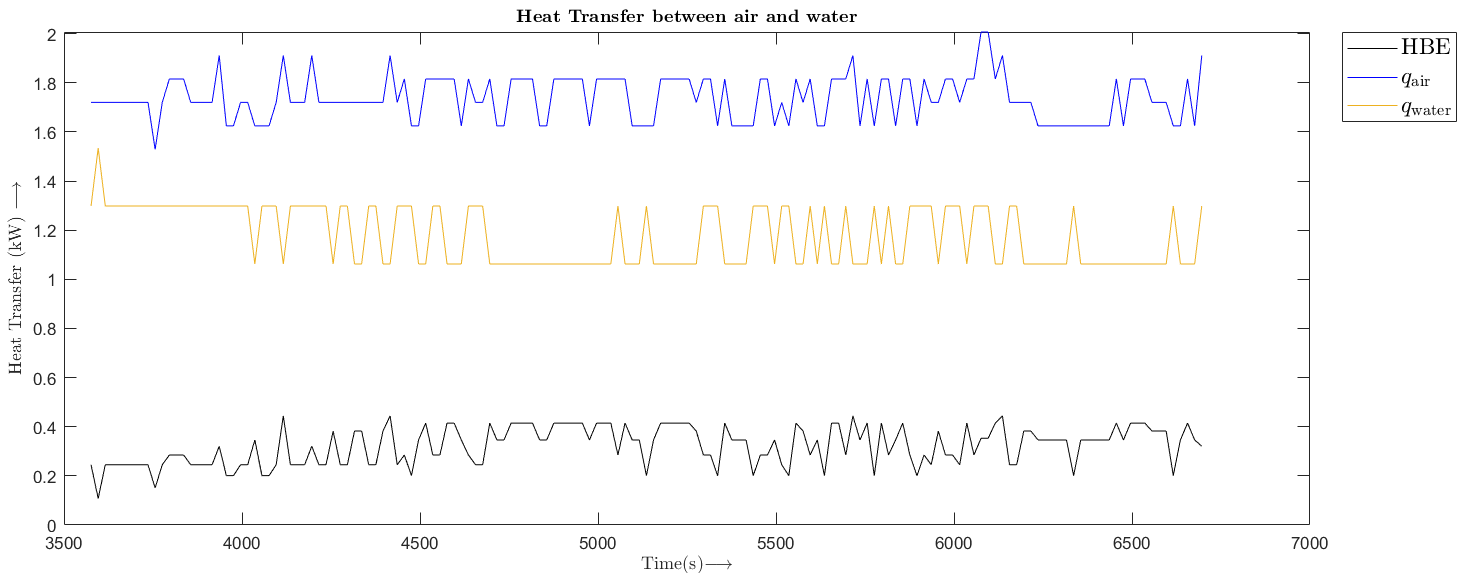 Heat Transfer between air and water
HBE
q_air
q_water
Heat Transfer (kW) ⟶
2
1.8
1.6
1.4
1.2
1
0.8
0.6
0.4
0.2
0
3500 4000 4500 5000 5500 6000 6500 7000
Time(s)⟶